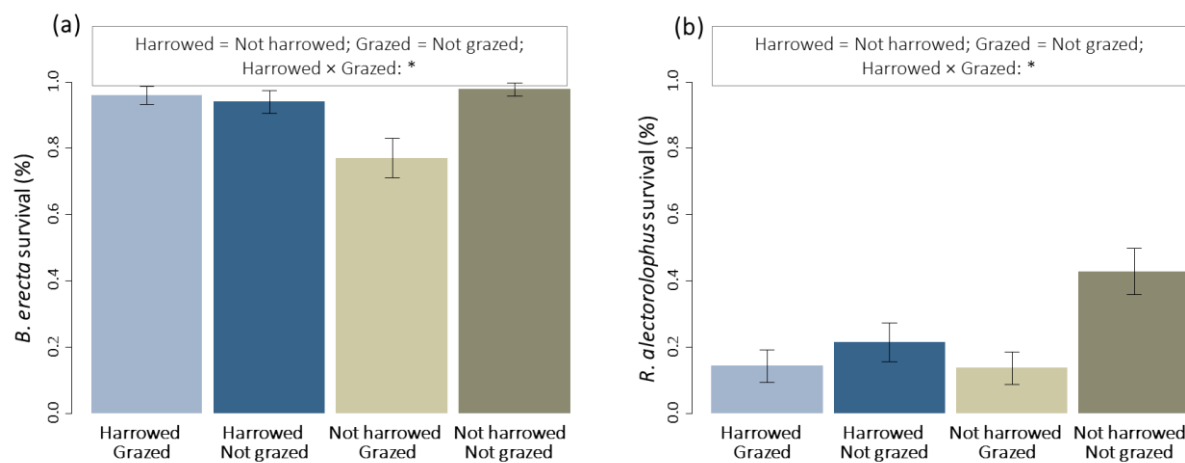 (a)
Harrowed = Not harrowed; Grazed = Not grazed;
Harrowed × Grazed: *
B. erecta survival (%)
1.0
0.8
0.6
0.4
0.2
0.0
Harrowed
Grazed
Harrowed
Not grazed
Not harrowed
Grazed
Not harrowed
Not grazed
(b)
Harrowed = Not harrowed; Grazed = Not grazed;
Harrowed × Grazed: *
R. alectorolophus survival (%)
1.0
0.8
0.6
0.4
0.2
0.0
Harrowed
Grazed
Harrowed
Not grazed
Not harrowed
Grazed
Not harrowed
Not grazed